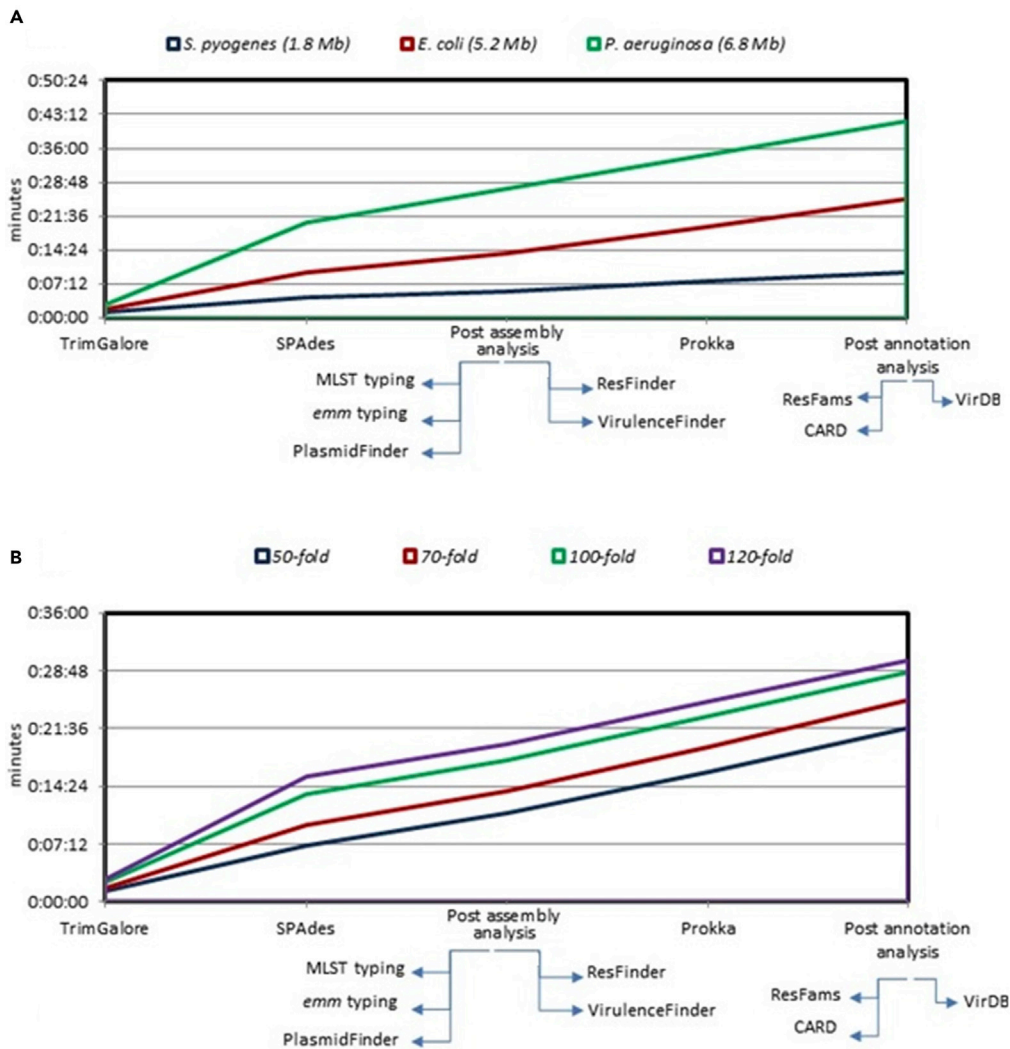 A
S. pyogenes (1.8 Mb) E. coli (5.2 Mb) P. aeruginosa (6.8 Mb)
0:50:24
0:43:12
0:36:00
0:28:48
0:21:36
0:14:24
0:07:12
0:00:00
minutes
TrimGalore SPAdes Post assembly analysis Prokka Post annotation analysis
MLST typing
emm typing
PlasmidFinder
ResFinder
VirulenceFinder
ResFams
CARD
VirDB
B
50-fold 70-fold 100-fold 120-fold
0:36:00
0:28:48
0:21:36
0:14:24
0:07:12
0:00:00
minutes
TrimGalore SPAdes Post assembly analysis Prokka Post annotation analysis
MLST typing
emm typing
PlasmidFinder
ResFinder
VirulenceFinder
ResFams
CARD
VirDB